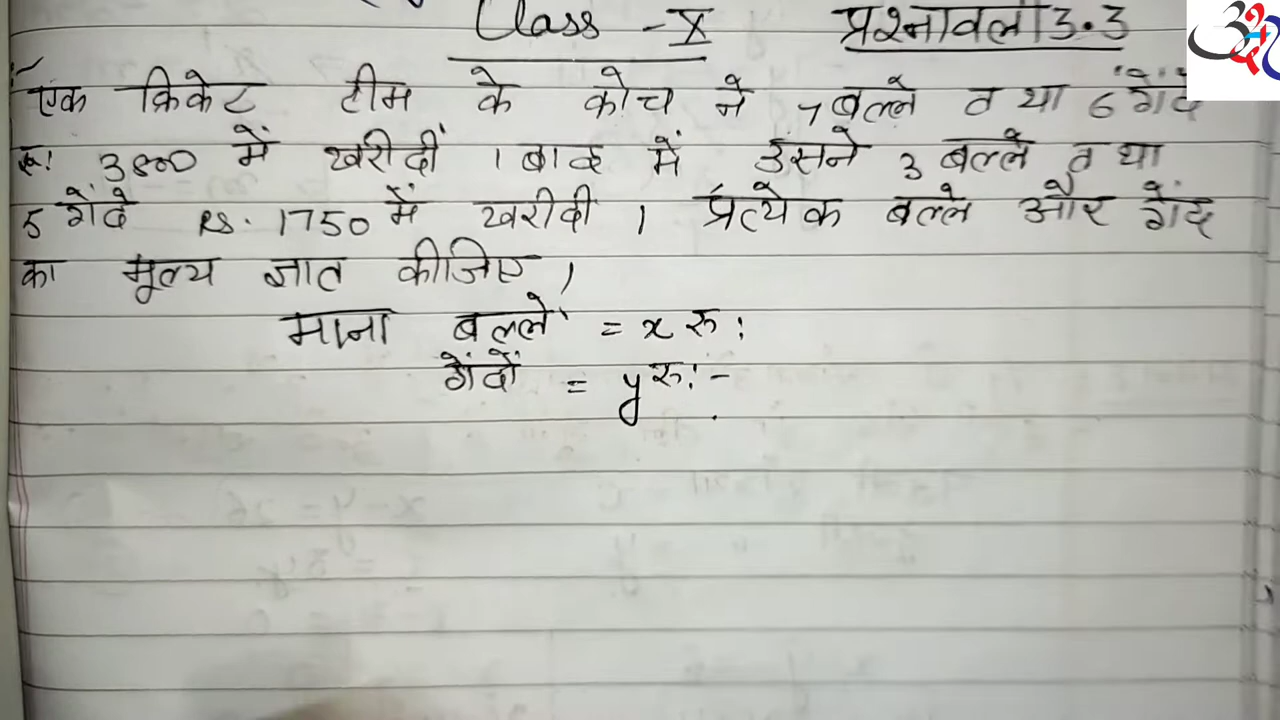 Class - X प्रश्नावली 3.3
एक क्रिकेट टीम के कोच ने 7 बल्ले तथा 6 गेंदे
रू: 3800 में खरीदीं । बाद में उसने 3 बल्ले तथा
5 गेंदे Rs. 1750 में खरीदी । प्रत्येक बल्ले और गेंद
का मूल्य ज्ञात कीजिए ,
माना बल्ले = x रु:
गेंदों = y रु:-